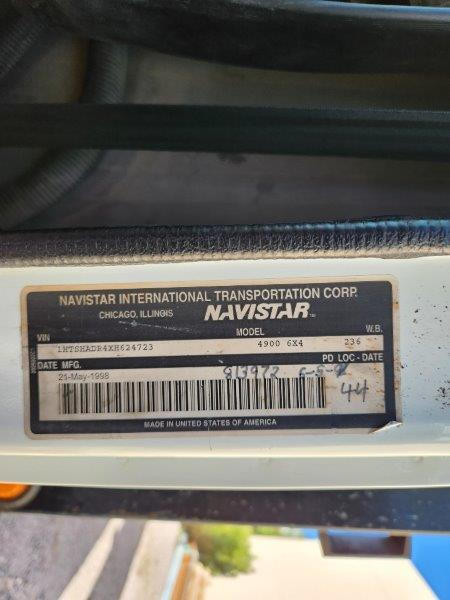 NAVISTAR INTERNATIONAL TRANSPORTATION CORP.
CHICAGO, ILLINOIS NAVISTAR
VIN MODEL W.B.
1HTSHADR4XH624723 4900 6X4 236
DATE MFG. PD LOC - DATE
21-May-1998
44
MADE IN UNITED STATES OF AMERICA